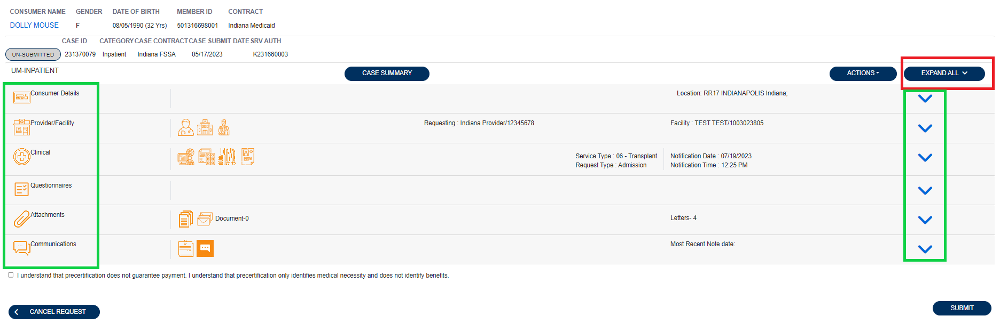 CONSUMER NAME GENDER DATE OF BIRTH MEMBER ID CONTRACT
DOLLY MOUSE F 08/05/1990 (32 Yrs) 501316698001 Indiana Medicaid
CASE ID CATEGORY CASE CONTRACT CASE SUBMIT DATE SRV AUTH
UN-SUBMITTED 231370079 Inpatient Indiana FSSA 05/17/2023 K231660003
UM-INPATIENT CASE SUMMARY ACTIONS EXPAND ALL
Consumer Details Location: RR17 INDIANAPOLIS Indiana;
Provider/Facility Requesting : Indiana Provider/12345678 Facility : TEST TEST/1003023805
Clinical
Service Type : 06 - Transplant Notification Date : 07/19/2023
Request Type : Admission Notification Time : 12:25 PM
Questionnaires
Attachments Document-0 Letters- 4
Communications Most Recent Note date:
I understand that precertification does not guarantee payment. I understand that precertification only identifies medical necessity and does not identify benefits.
CANCEL REQUEST SUBMIT